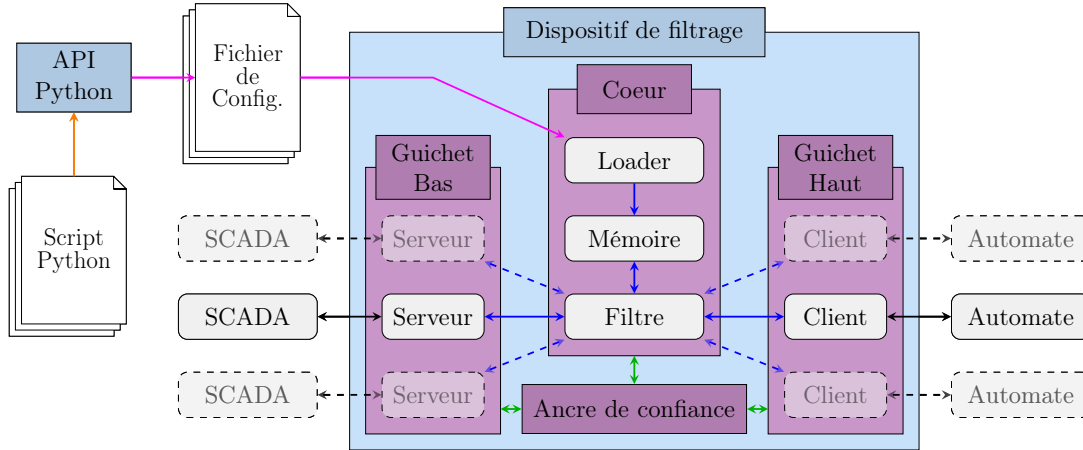 Dispositif de filtrage
API
Python
Fichier
de
Config.
Coeur
Guichet
Bas
Loader
Guichet
Haut
Script
Python
SCADA
Serveur
Mémoire
Client
Automate
SCADA
Serveur
Filtre
Client
Automate
SCADA
Serveur
Ancre de confiance
Client
Automate